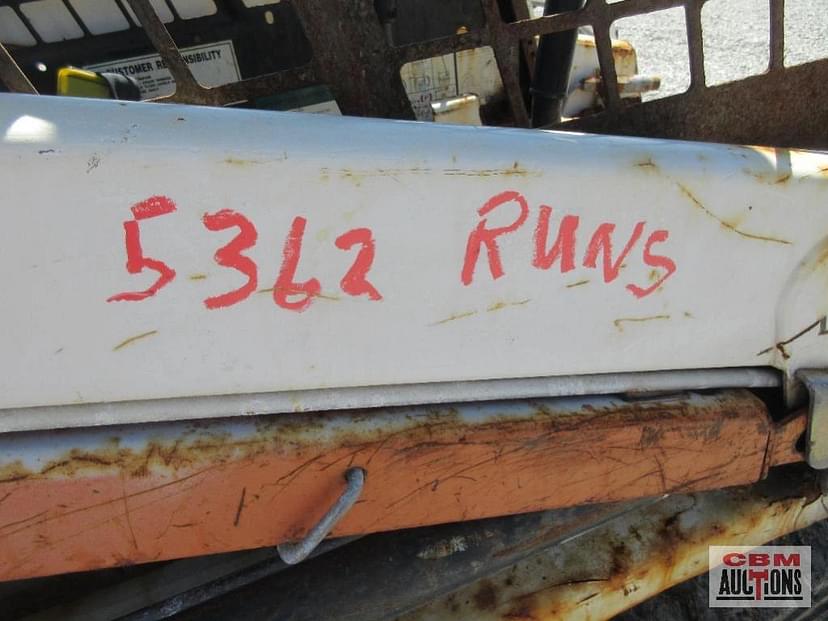 CUSTOMER RESPONSIBILITY
5362 RUNS
CBM
AUCTIONS